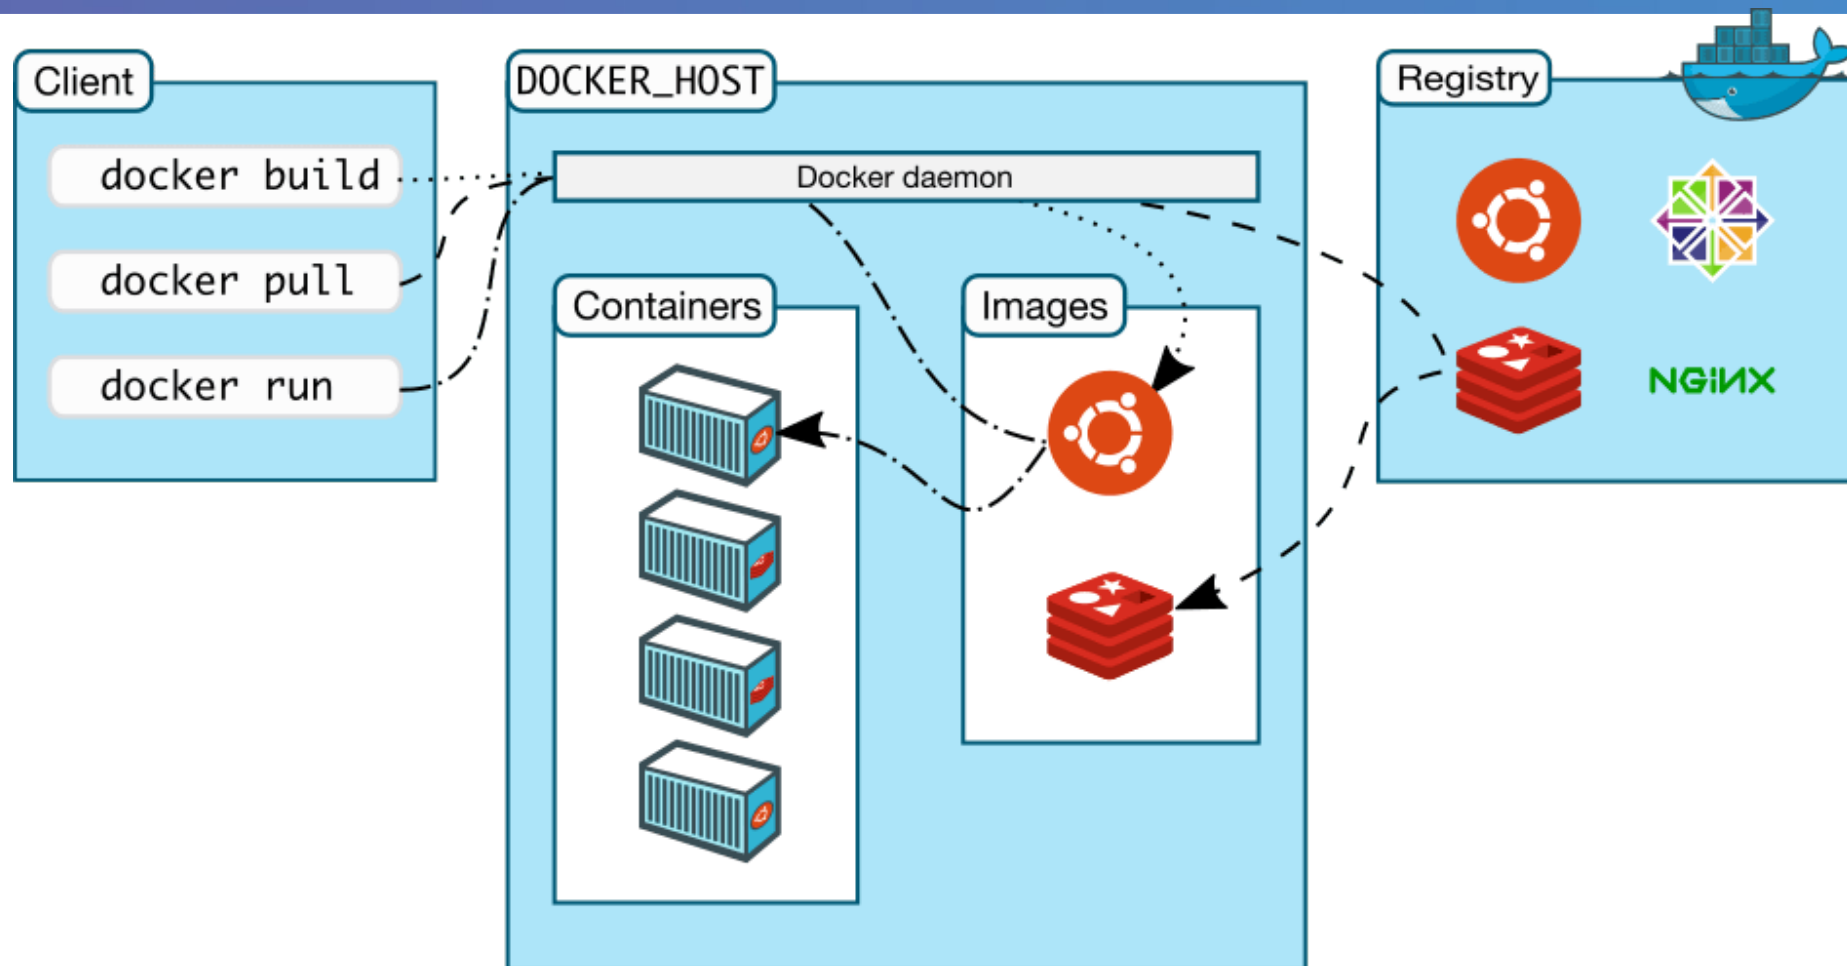 Client
docker build
docker pull
docker run
DOCKER_HOST
Docker daemon
Containers
Images
Registry
NGiNX